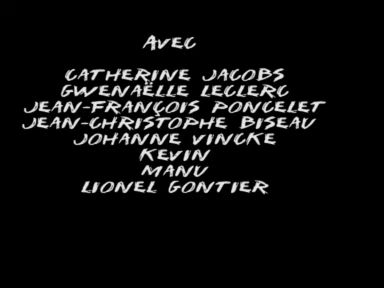 AVEC
CATHERINE JACOBS
GWENAËLLE LECLERC
JEAN-FRANÇOIS PONCELET
JEAN-CHRISTOPHE BISEAU
JOHANNE VINCKE
KEVIN
MANU
LIONEL GONTIER